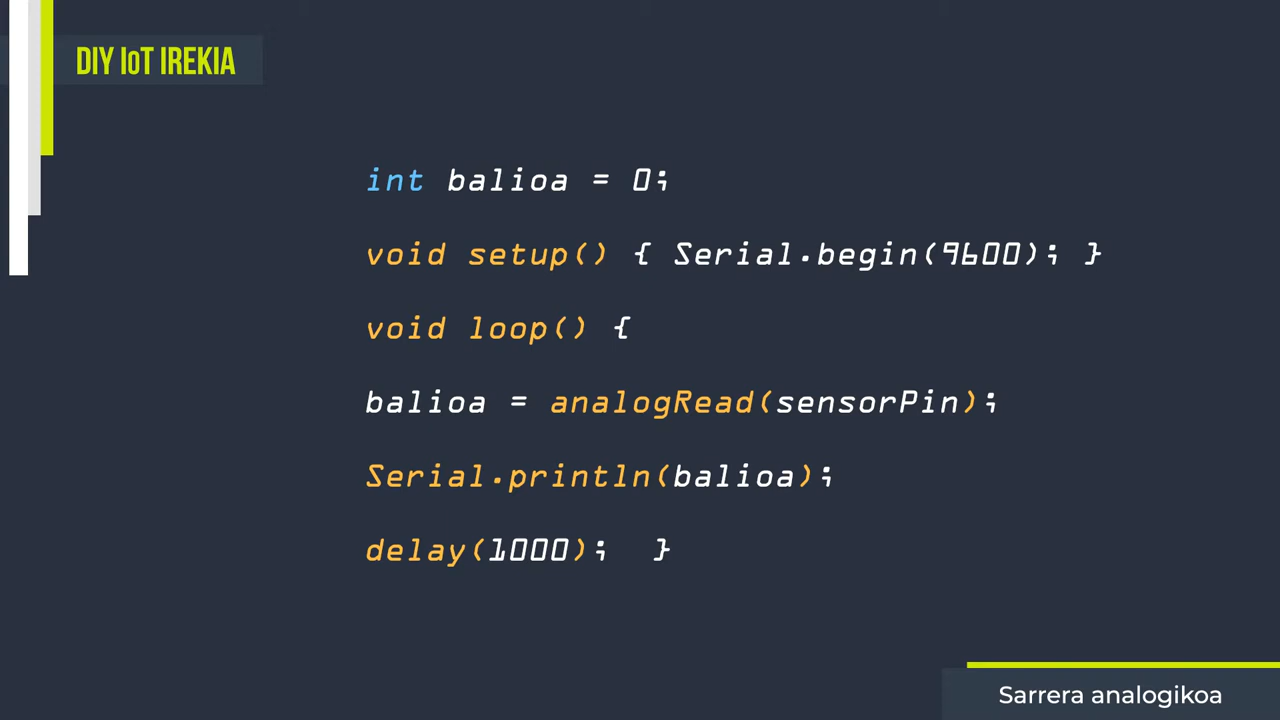 DIY IoT IREKIA
int balioa = 0;
void setup() { Serial.begin(9600); }
void loop() {
balioa = analogRead(sensorPin);
Serial.println(balioa);
delay(1000); }
Sarrera analogikoa